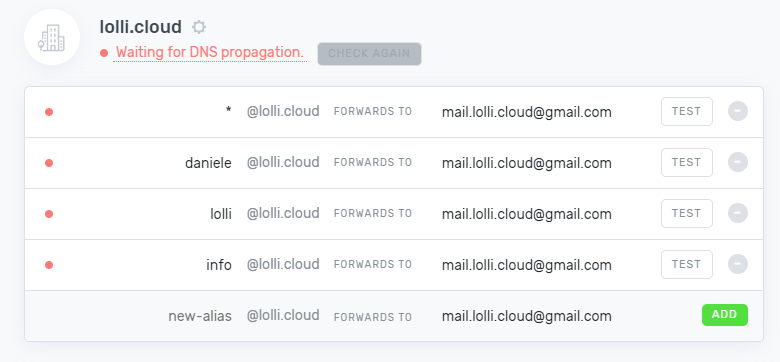 lolli.cloud
Waiting for DNS propagation. CHECK AGAIN
* @lolli.cloud FORWARDS TO mail.lolli.cloud@gmail.com TEST
daniele @lolli.cloud FORWARDS TO mail.lolli.cloud@gmail.com TEST
lolli @lolli.cloud FORWARDS TO mail.lolli.cloud@gmail.com TEST
info @lolli.cloud FORWARDS TO mail.lolli.cloud@gmail.com TEST
new-alias @lolli.cloud FORWARDS TO mail.lolli.cloud@gmail.com ADD